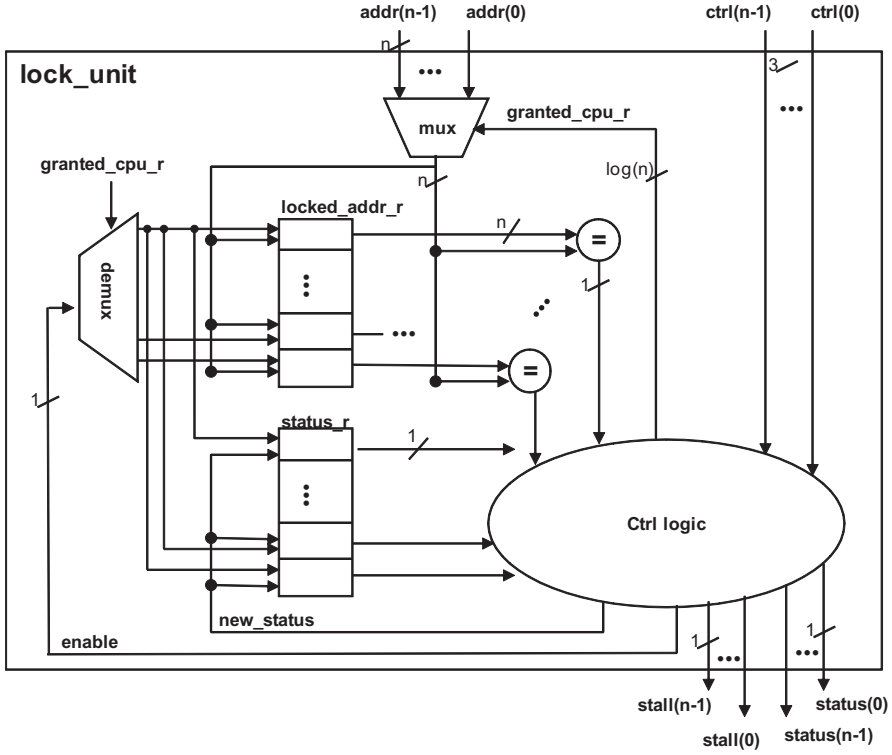 addr(n-1) addr(0) ctrl(n-1) ctrl(0)
n
3
lock_unit
•••
•••
mux
granted_cpu_r
granted_cpu_r
n
log(n)
locked_addr_r
n
=
demux
•••
1
•••
•••
=
1
status_r
1
•••
Ctrl logic
new_status
enable
1
•••
1
•••
stall(n-1)
status(0)
stall(0)
status(n-1)